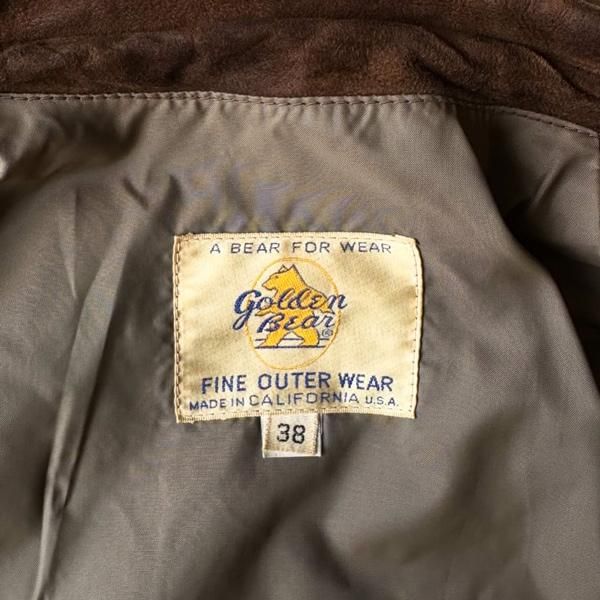 A BEAR FOR WEAR
Golden
Bear ®
FINE OUTER WEAR
MADE IN CALIFORNIA U.S.A.
38